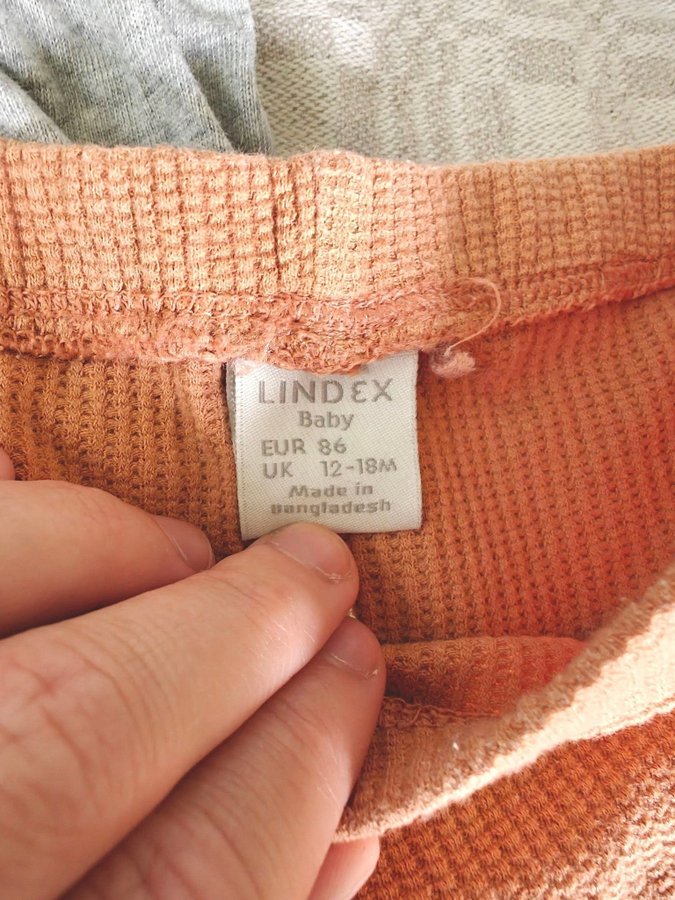 LINDEX
Baby
EUR 86
UK 12-18M
Made in
Bangladesh